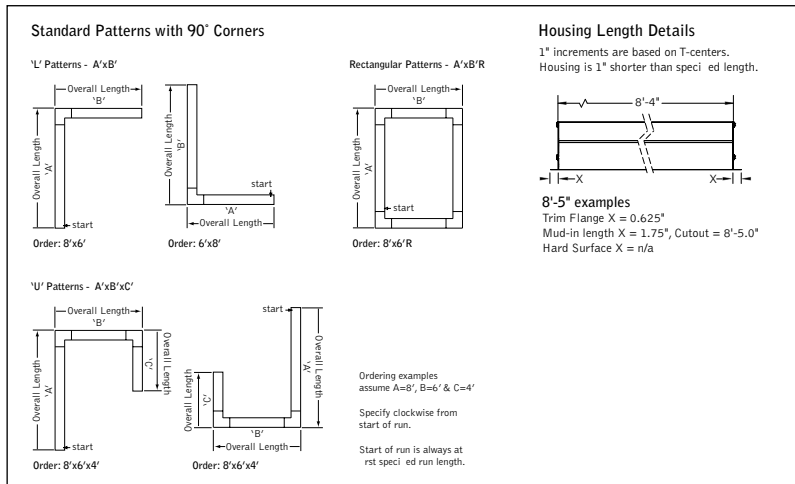 Standard Patterns with 90˚ Corners
‘L’ Patterns - A’xB’
Overall Length
‘B’
Overall Length
‘A’
start
Order: 8’x6’
Overall Length
‘B’
start
‘A’
Overall Length
Order: 6’x8’
Rectangular Patterns - A’xB’R
Overall Length
‘B’
Overall Length
‘A’
start
Order: 8’x6’R
Housing Length Details
1" increments are based on T-centers.
Housing is 1" shorter than speci ed length.
8'-4"
X
X
8'-5" examples
Trim Flange X = 0.625"
Mud-in length X = 1.75", Cutout = 8'-5.0"
Hard Surface X = n/a
‘U’ Patterns - A’xB’xC’
Overall Length
‘B’
Overall Length
‘A’
‘C’
Overall Length
start
Order: 8’x6’x4’
start
Overall Length
‘C’
‘A’
Overall Length
‘B’
Overall Length
Order: 8’x6’x4’
Ordering examples
assume A=8’, B=6’ & C=4’
Specify clockwise from
start of run.
Start of run is always at
rst speci ed run length.